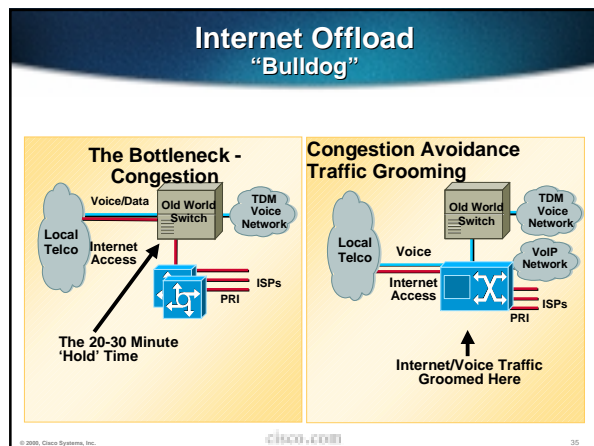 Internet Offload
“Bulldog”
The Bottleneck -
Congestion
Voice/Data
Old World
Switch
TDM
Voice
Network
Local
Telco
Internet
Access
ISPs
PRI
The 20-30 Minute
‘Hold’ Time
Congestion Avoidance
Traffic Grooming
Old World
Switch
TDM
Voice
Network
Local
Telco
Voice
VoIP
Network
Internet
Access
ISPs
PRI
Internet/Voice Traffic
Groomed Here
© 2000, Cisco Systems, Inc.
cisco.com
35